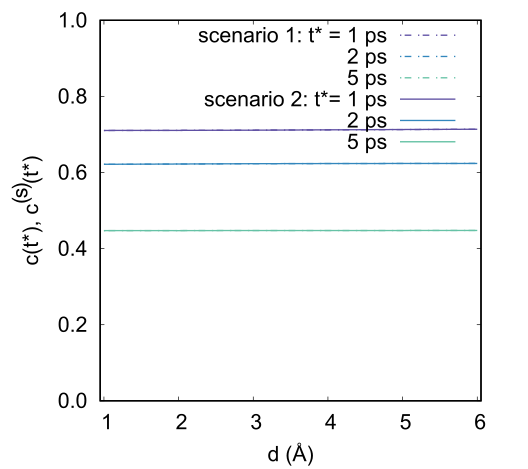 1.0
scenario 1: t* = 1 ps
2 ps
5 ps
0.8
scenario 2: t*= 1 ps
2 ps
5 ps
0.6
0.4
0.2
0.0
c(t*), c(s)(t*)
1 2 3 4 5 6
d (Å)